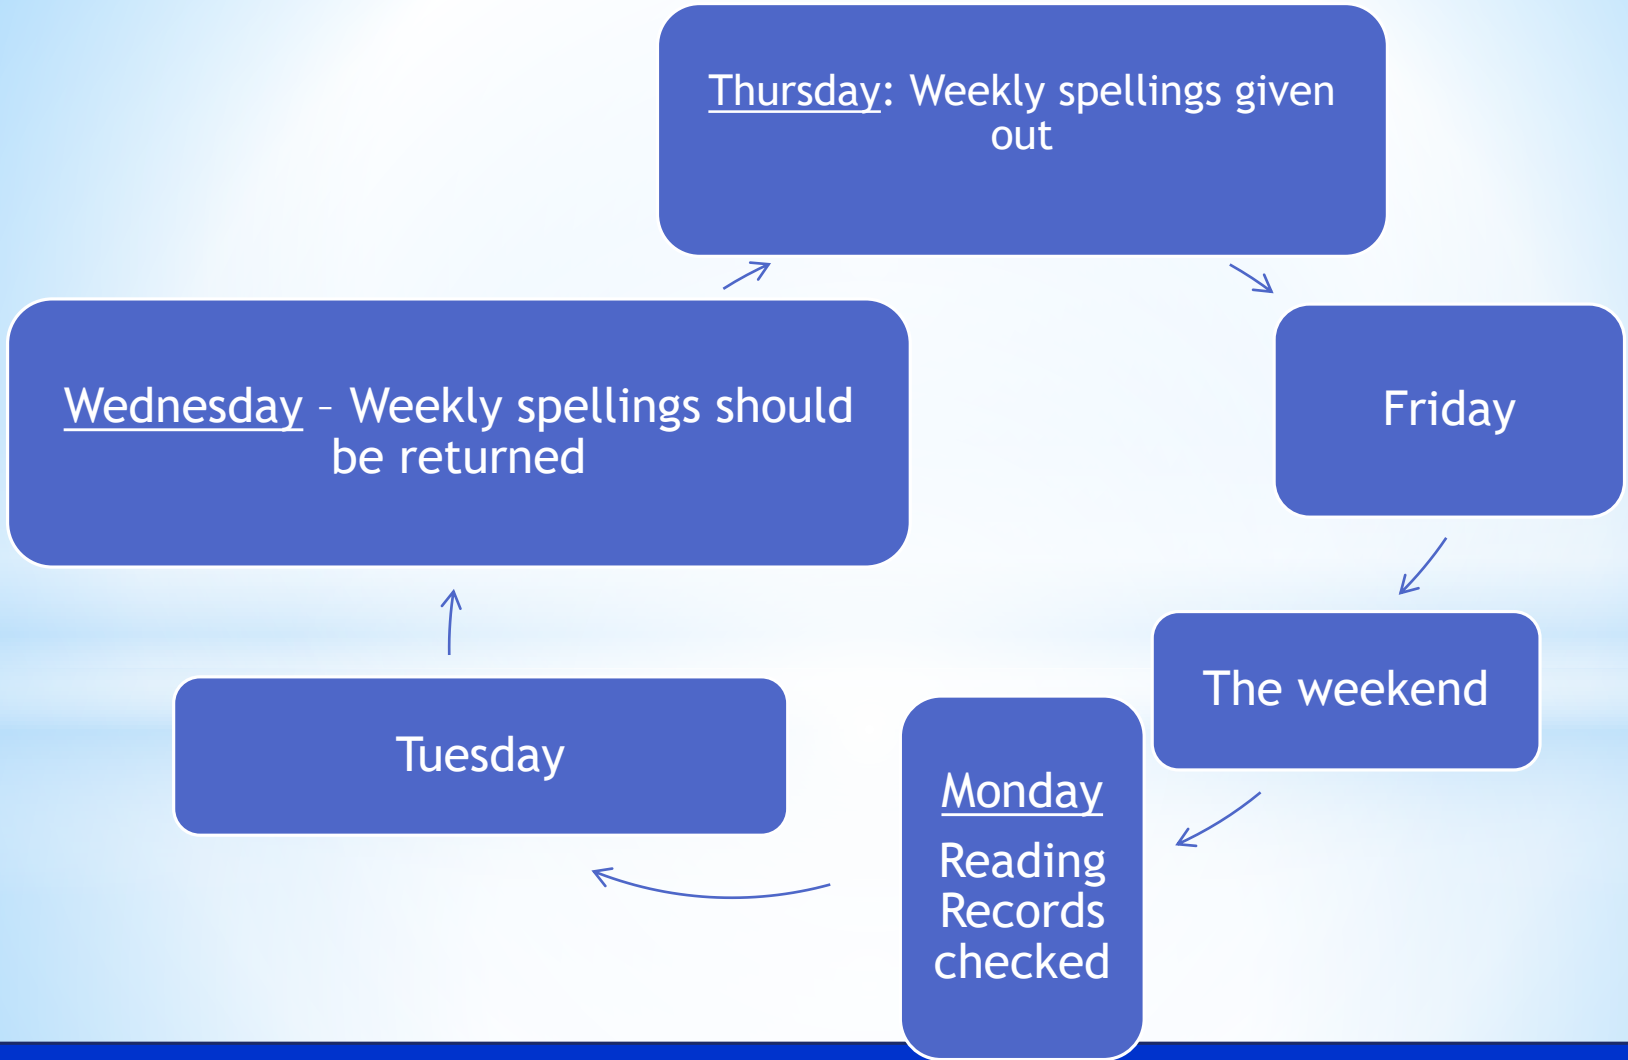 Thursday: Weekly spellings given
out
Friday
The weekend
Monday
Reading
Records
checked
Tuesday
Wednesday – Weekly spellings should
be returned